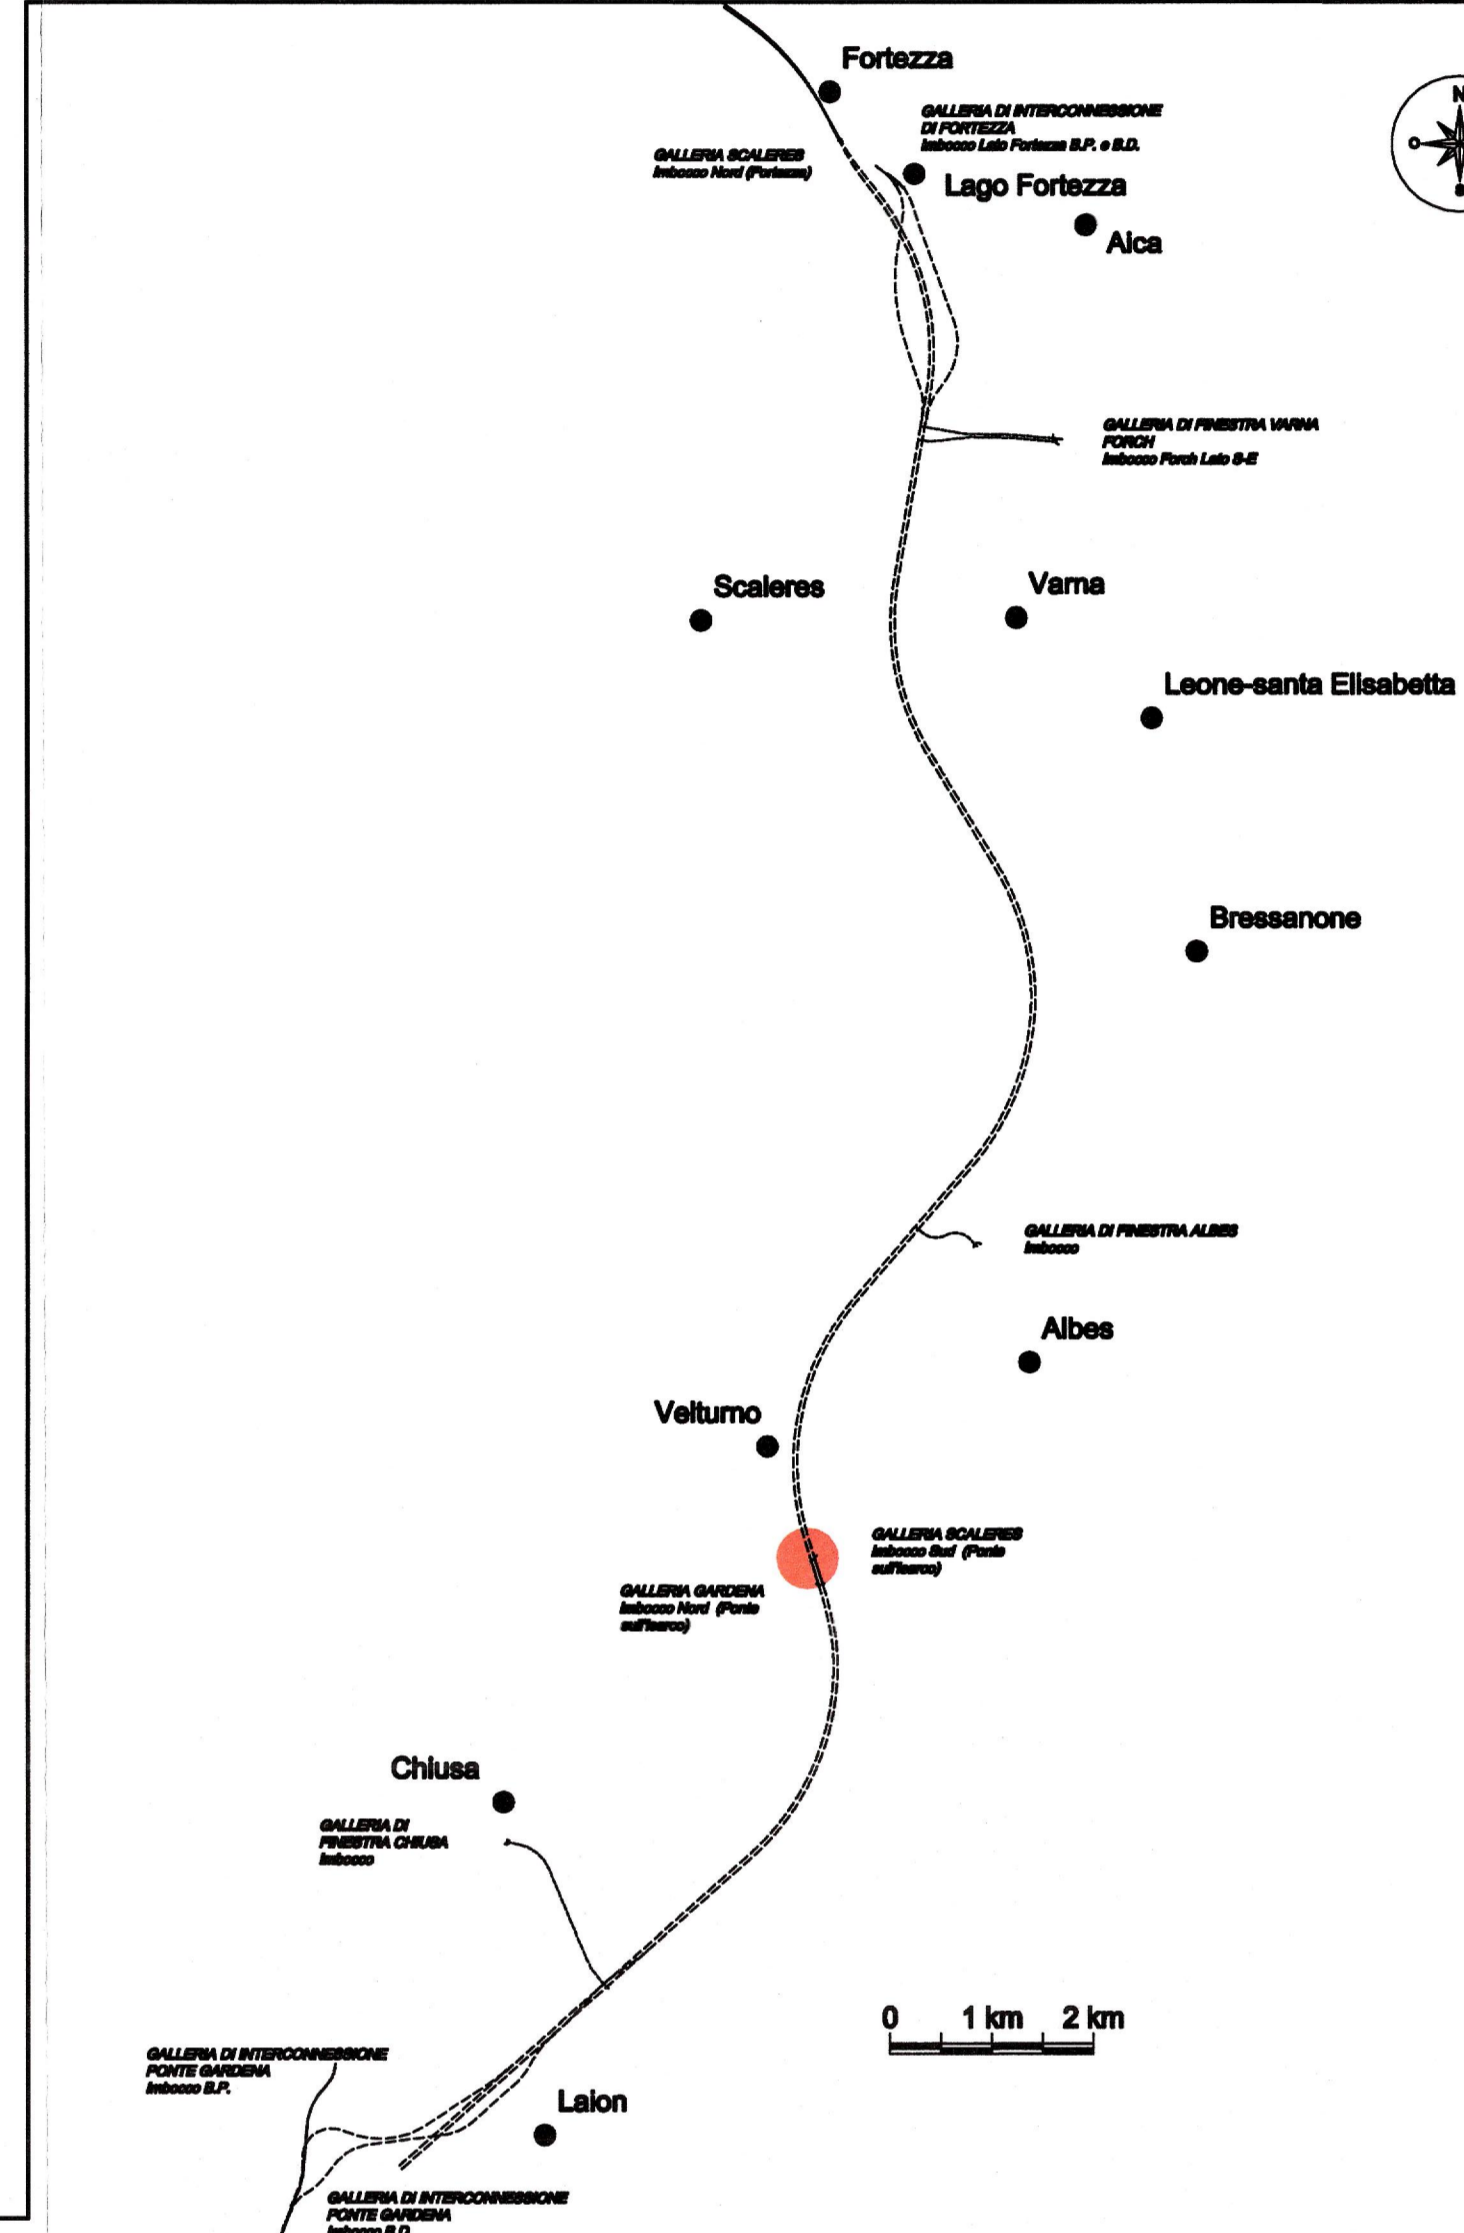 Fortezza
N
GALLERIA DI INTERCONNESSIONE
DI FORTEZZA
Imbocco Lato Fortezza B.P. e B.D.
O
GALLERIA SCALERES
Imbocco Nord (Fortezza)
Lago Fortezza
S
Aica
GALLERIA DI FINESTRA VARNA
FORCH
Imbocco Forch Lato S-E
Scaleres
Varna
Leone-santa Elisabetta
Bressanone
GALLERIA DI FINESTRA ALBES
Imbocco
Albes
Velturno
GALLERIA SCALERES
Imbocco Sud (Ponte
sull'Isarco)
GALLERIA GARDENA
Imbocco Nord (Ponte
sull'Isarco)
Chiusa
GALLERIA DI
FINESTRA CHIUSA
Imbocco
0 1 km 2 km
GALLERIA DI INTERCONNESSIONE
PONTE GARDENA
Imbocco B.P.
Laion
GALLERIA DI INTERCONNESSIONE
PONTE GARDENA
Imbocco B.D.